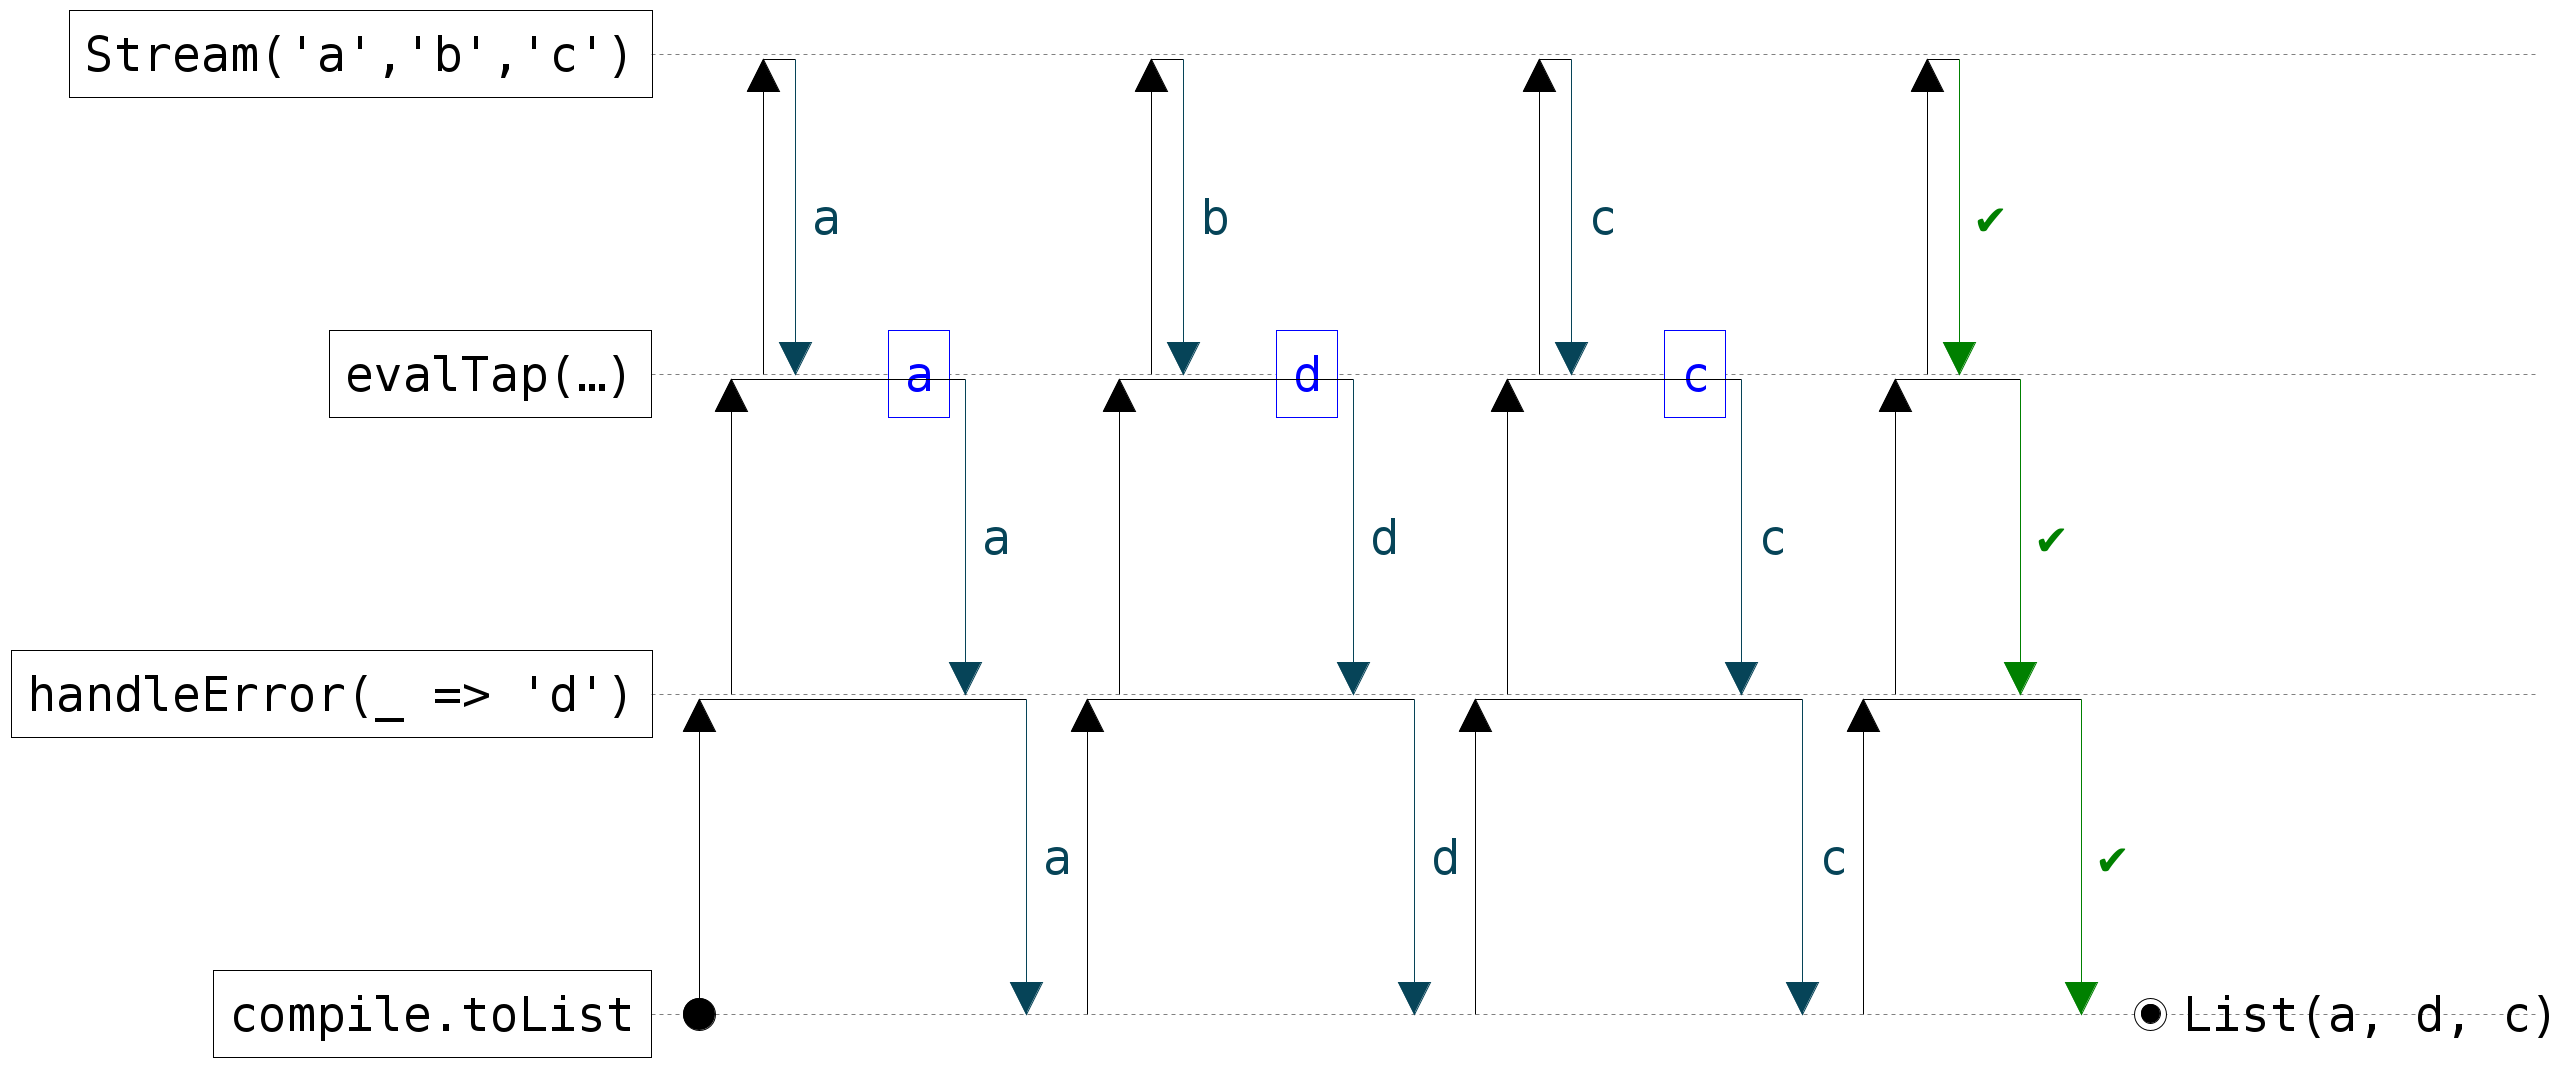 Stream('a','b','c')
a b c ✔
evalTap(…) a d c
a d c ✔
handleError(_ => 'd')
a d c ✔
compile.toList List(a, d, c)